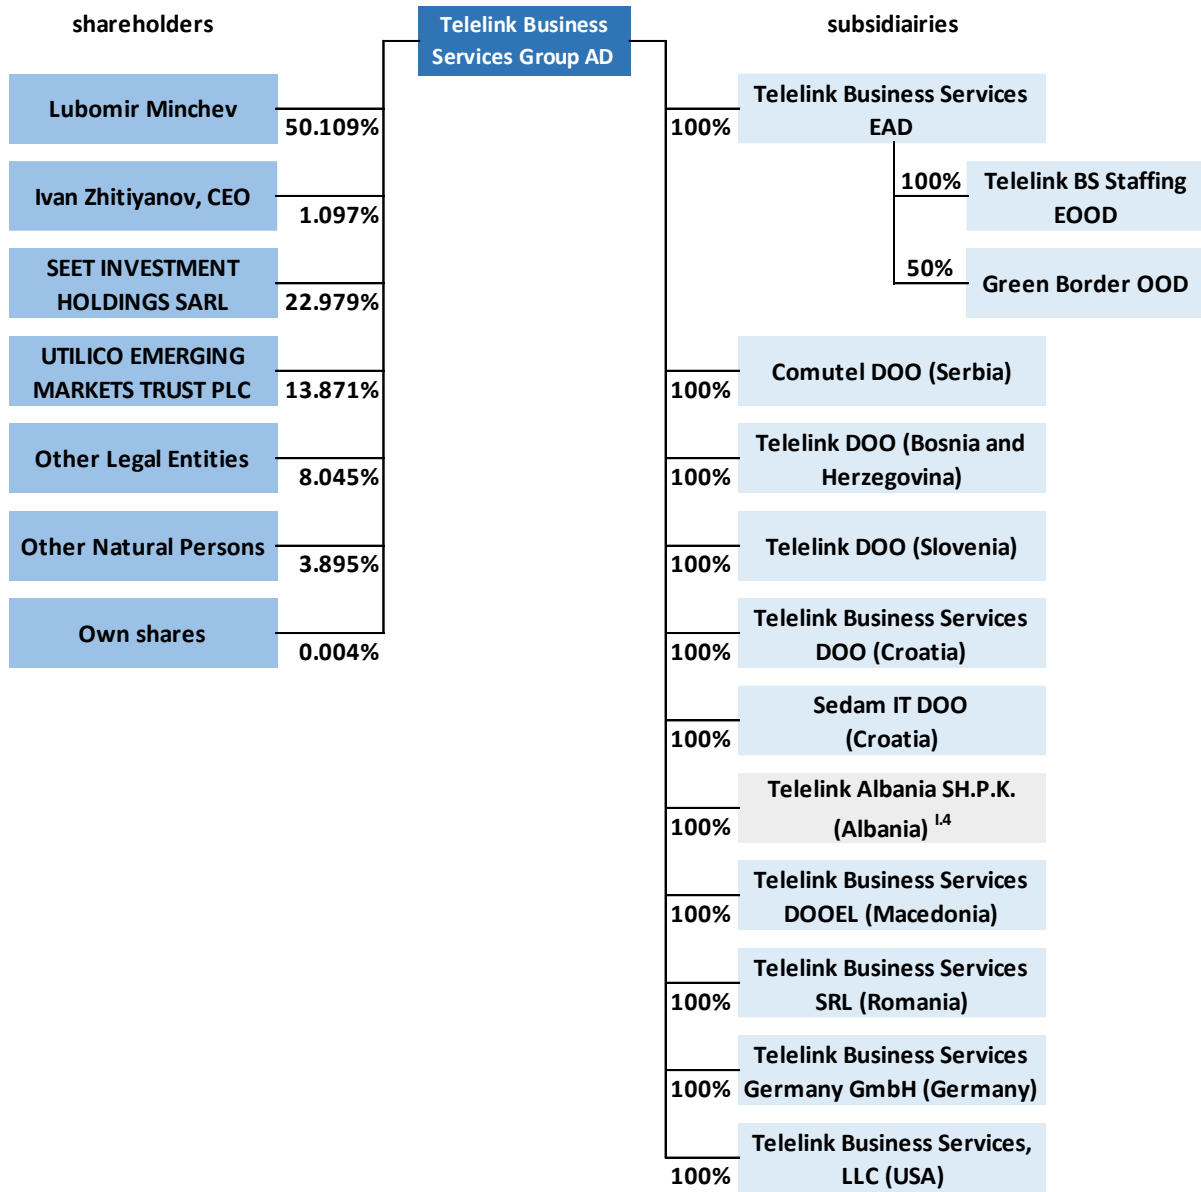 shareholders
Telelink Business
Services Group AD
subsidiairies
Lubomir Minchev
50.109%
Ivan Zhitiyanov, CEO
1.097%
SEET INVESTMENT
HOLDINGS SARL
22.979%
UTILICO EMERGING
MARKETS TRUST PLC
13.871%
Other Legal Entities
8.045%
Other Natural Persons
3.895%
Own shares
0.004%
100%
Telelink Business Services
EAD
100%
Telelink BS Staffing
EOOD
50%
Green Border OOD
100%
Comutel DOO (Serbia)
100%
Telelink DOO (Bosnia and
Herzegovina)
100%
Telelink DOO (Slovenia)
100%
Telelink Business Services
DOO (Croatia)
100%
Sedam IT DOO
(Croatia)
100%
Telelink Albania SH.P.K.
(Albania) I.4
100%
Telelink Business Services
DOOEL (Macedonia)
100%
Telelink Business Services
SRL (Romania)
100%
Telelink Business Services
Germany GmbH (Germany)
100%
Telelink Business Services,
LLC (USA)